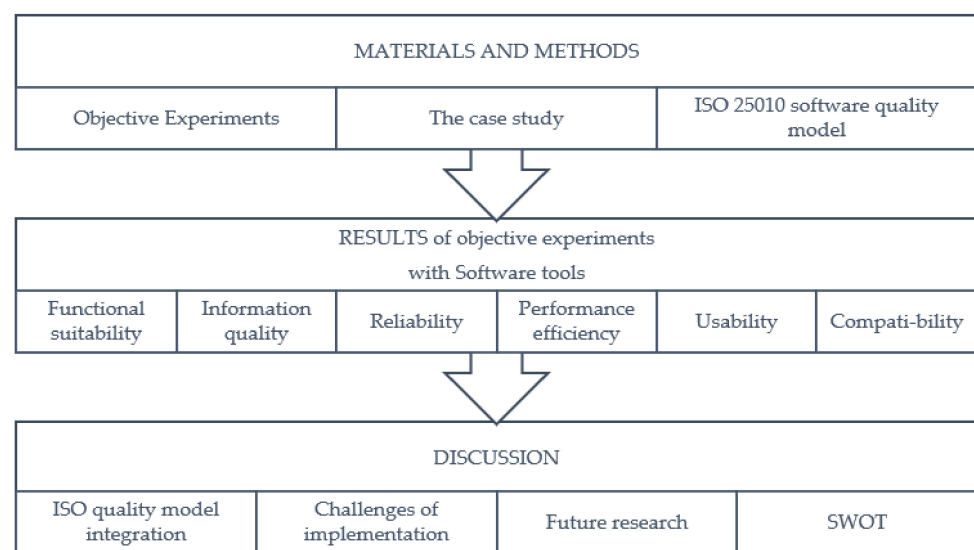 MATERIALS AND METHODS
Objective Experiments
The case study
ISO 25010 software quality
model
RESULTS of objective experiments
with Software tools
Functional
suitability
Information
quality
Reliability
Performance
efficiency
Usability
Compati-bility
DISCUSSION
ISO quality model
integration
Challenges of
implementation
Future research
SWOT